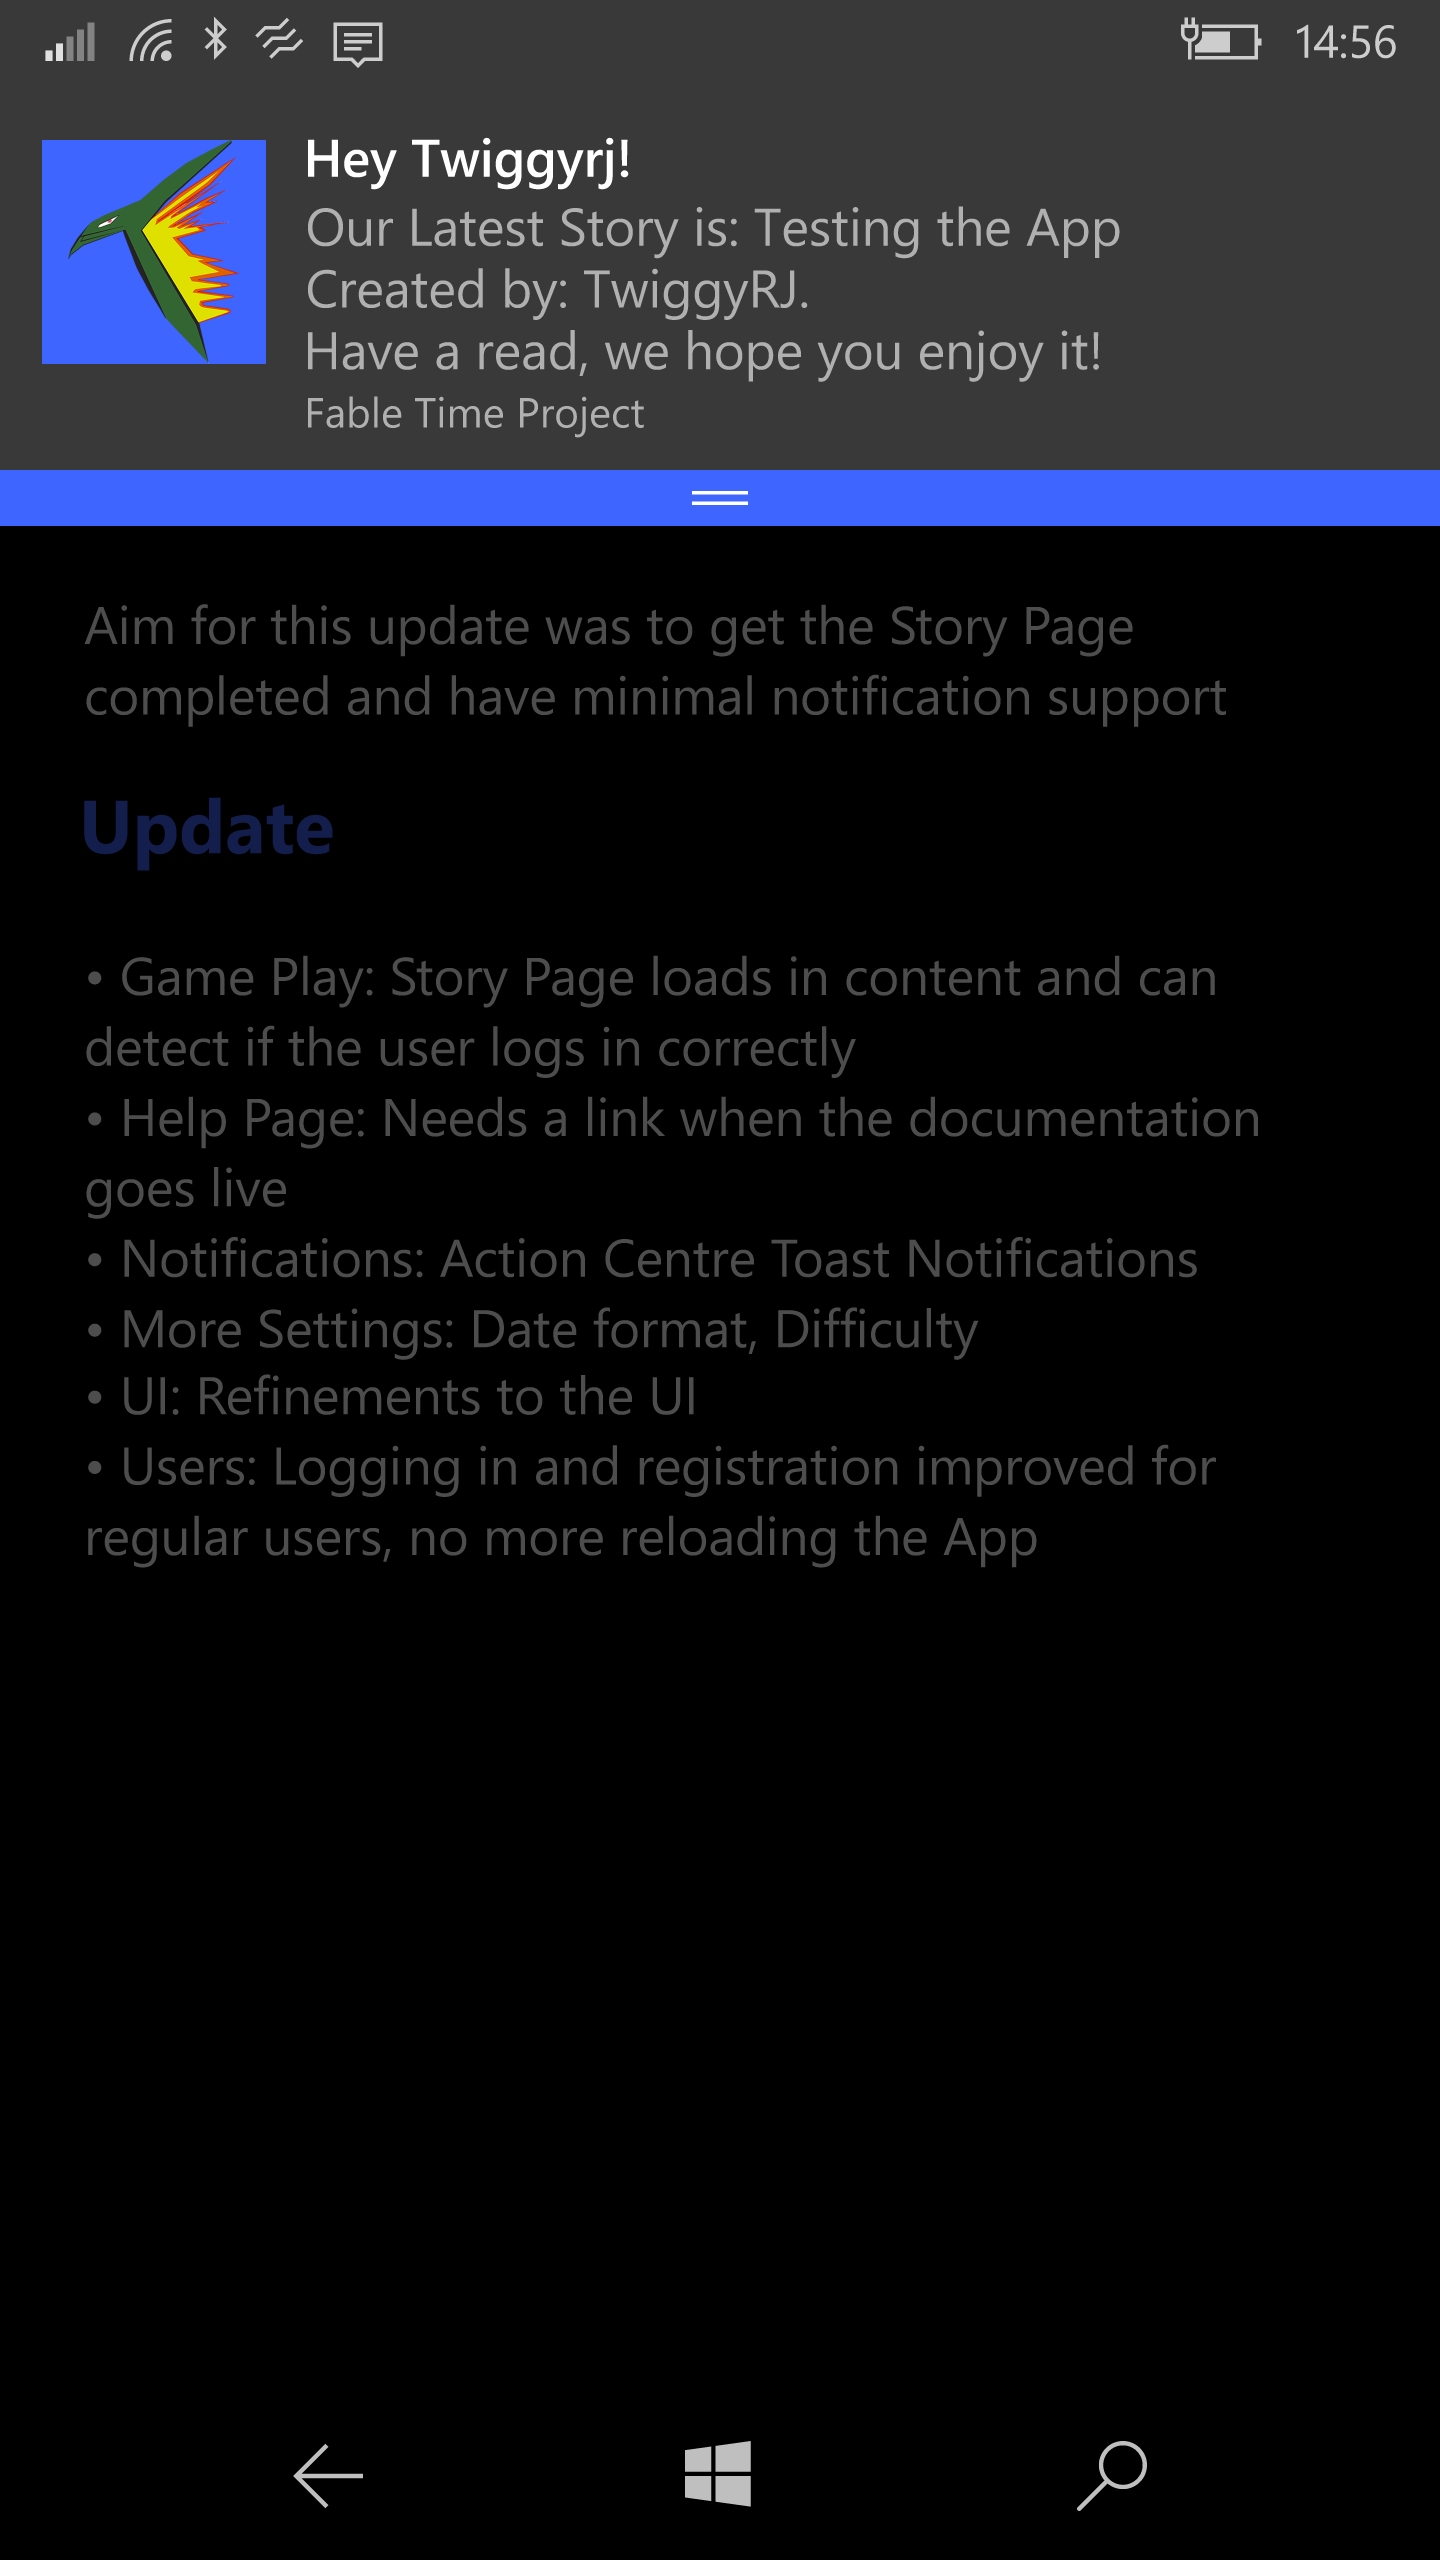 14:56
Hey Twiggyrj!
Our Latest Story is: Testing the App
Created by: TwiggyRJ.
Have a read, we hope you enjoy it!
Fable Time Project
Aim for this update was to get the Story Page
completed and have minimal notification support
Update
• Game Play: Story Page loads in content and can
detect if the user logs in correctly
• Help Page: Needs a link when the documentation
goes live
• Notifications: Action Centre Toast Notifications
• More Settings: Date format, Difficulty
• UI: Refinements to the UI
• Users: Logging in and registration improved for
regular users, no more reloading the App